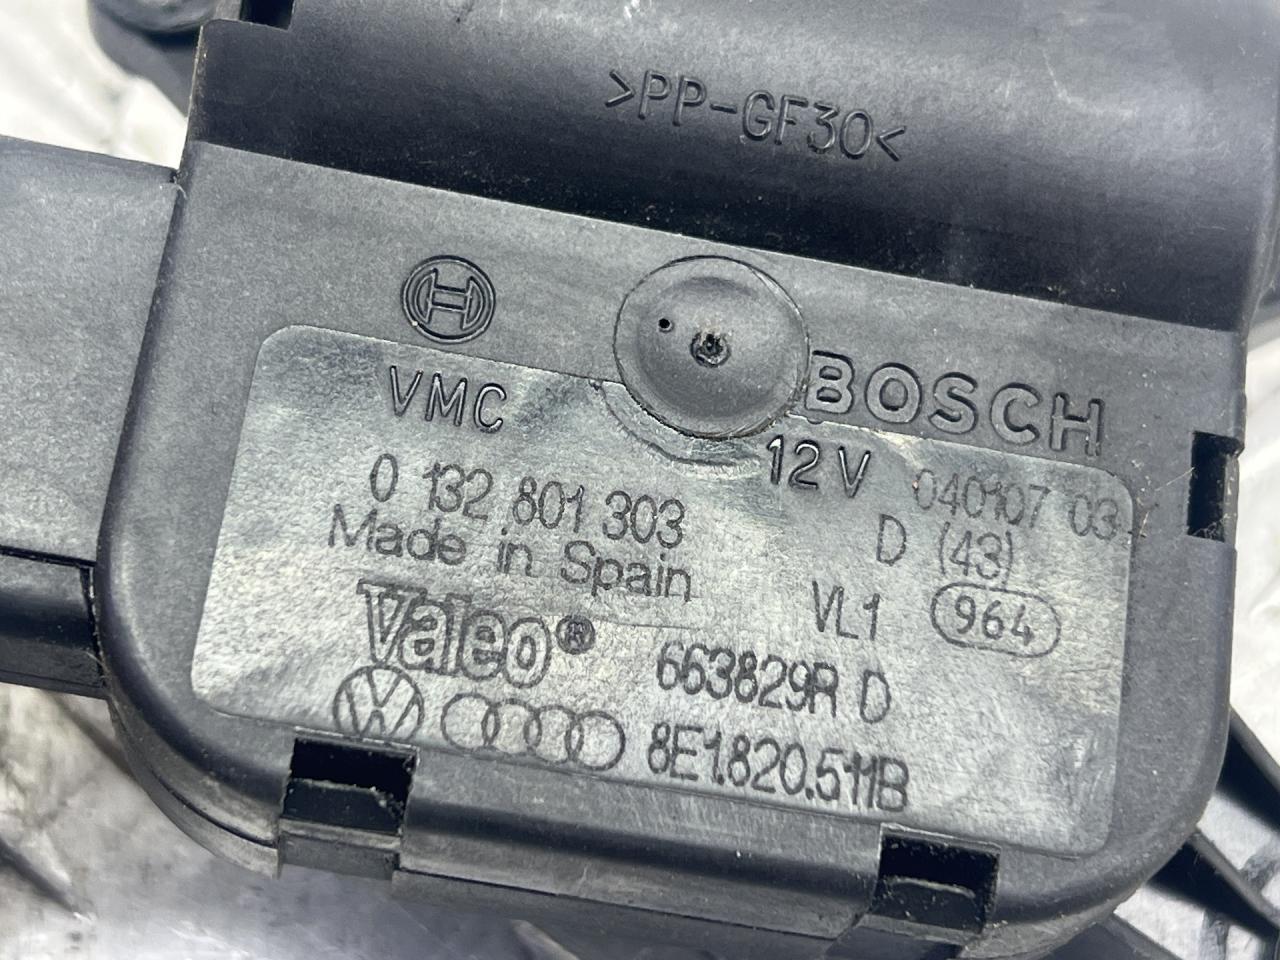 >PP-GF30<
BOSCH
VMC
12V
040107 03
0 132 801 303
D (43)
Made in Spain
VL1 964
Valeo®
663829R D
8E1.820.511B